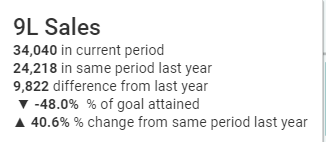 9L Sales
34,040 in current period
24,218 in same period last year
9,822 difference from last year
▼ -48.0% % of goal attained
▲ 40.6% % change from same period last year